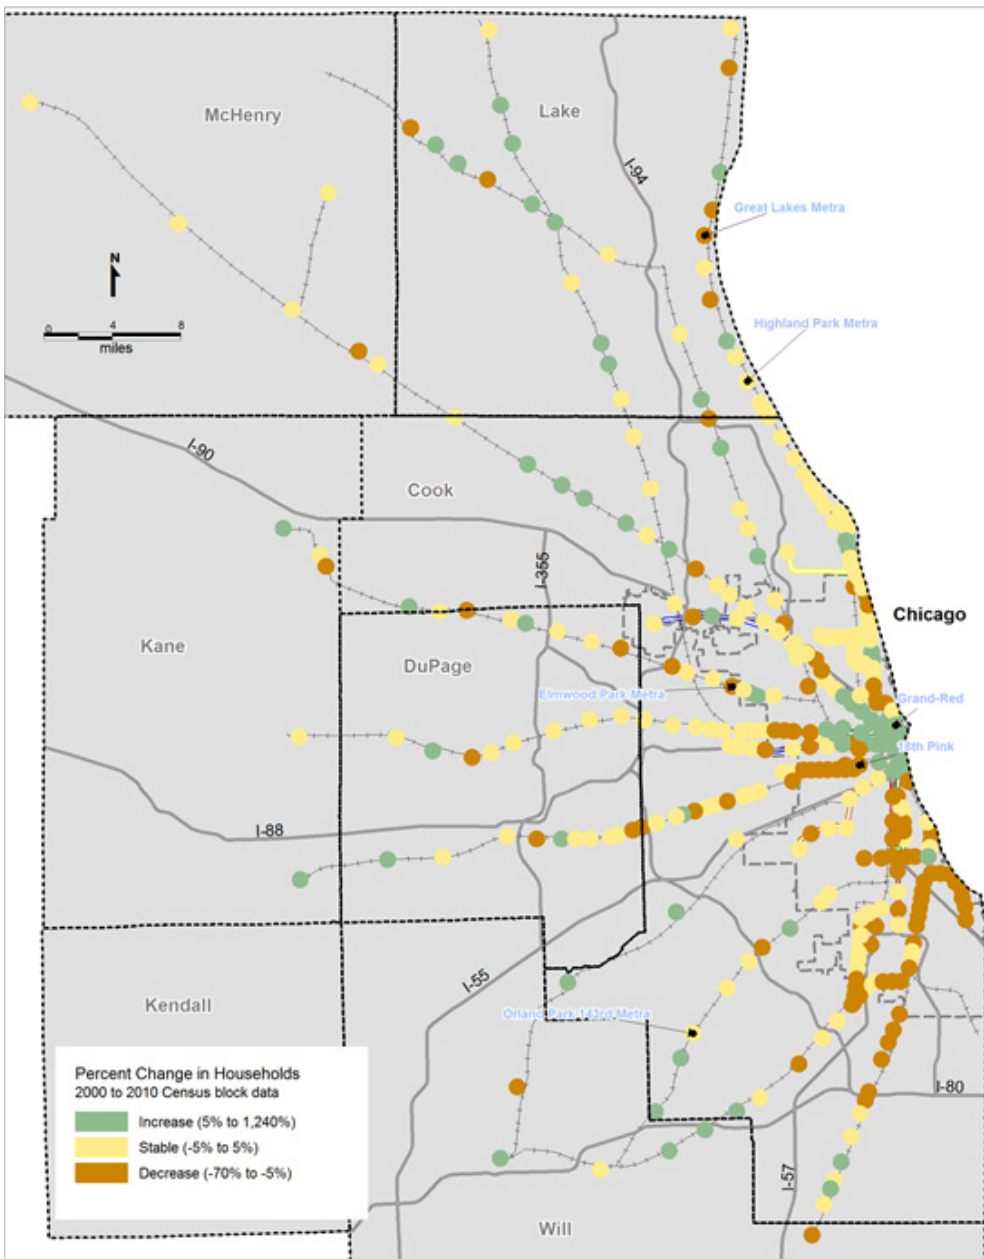 McHenry
Lake
I-94
Great Lakes Metra
N
0 4 8
miles
Highland Park Metra
I-90
Cook
I-355
Chicago
Kane
DuPage
Elmwood Park Metra
Grand-Red
18th Pink
I-88
I-55
Kendall
Orland Park 143rd Metra
Percent Change in Households
2000 to 2010 Census block data
Increase (5% to 1,240%)
Stable (-5% to 5%)
Decrease (-70% to -5%)
I-80
I-57
Will